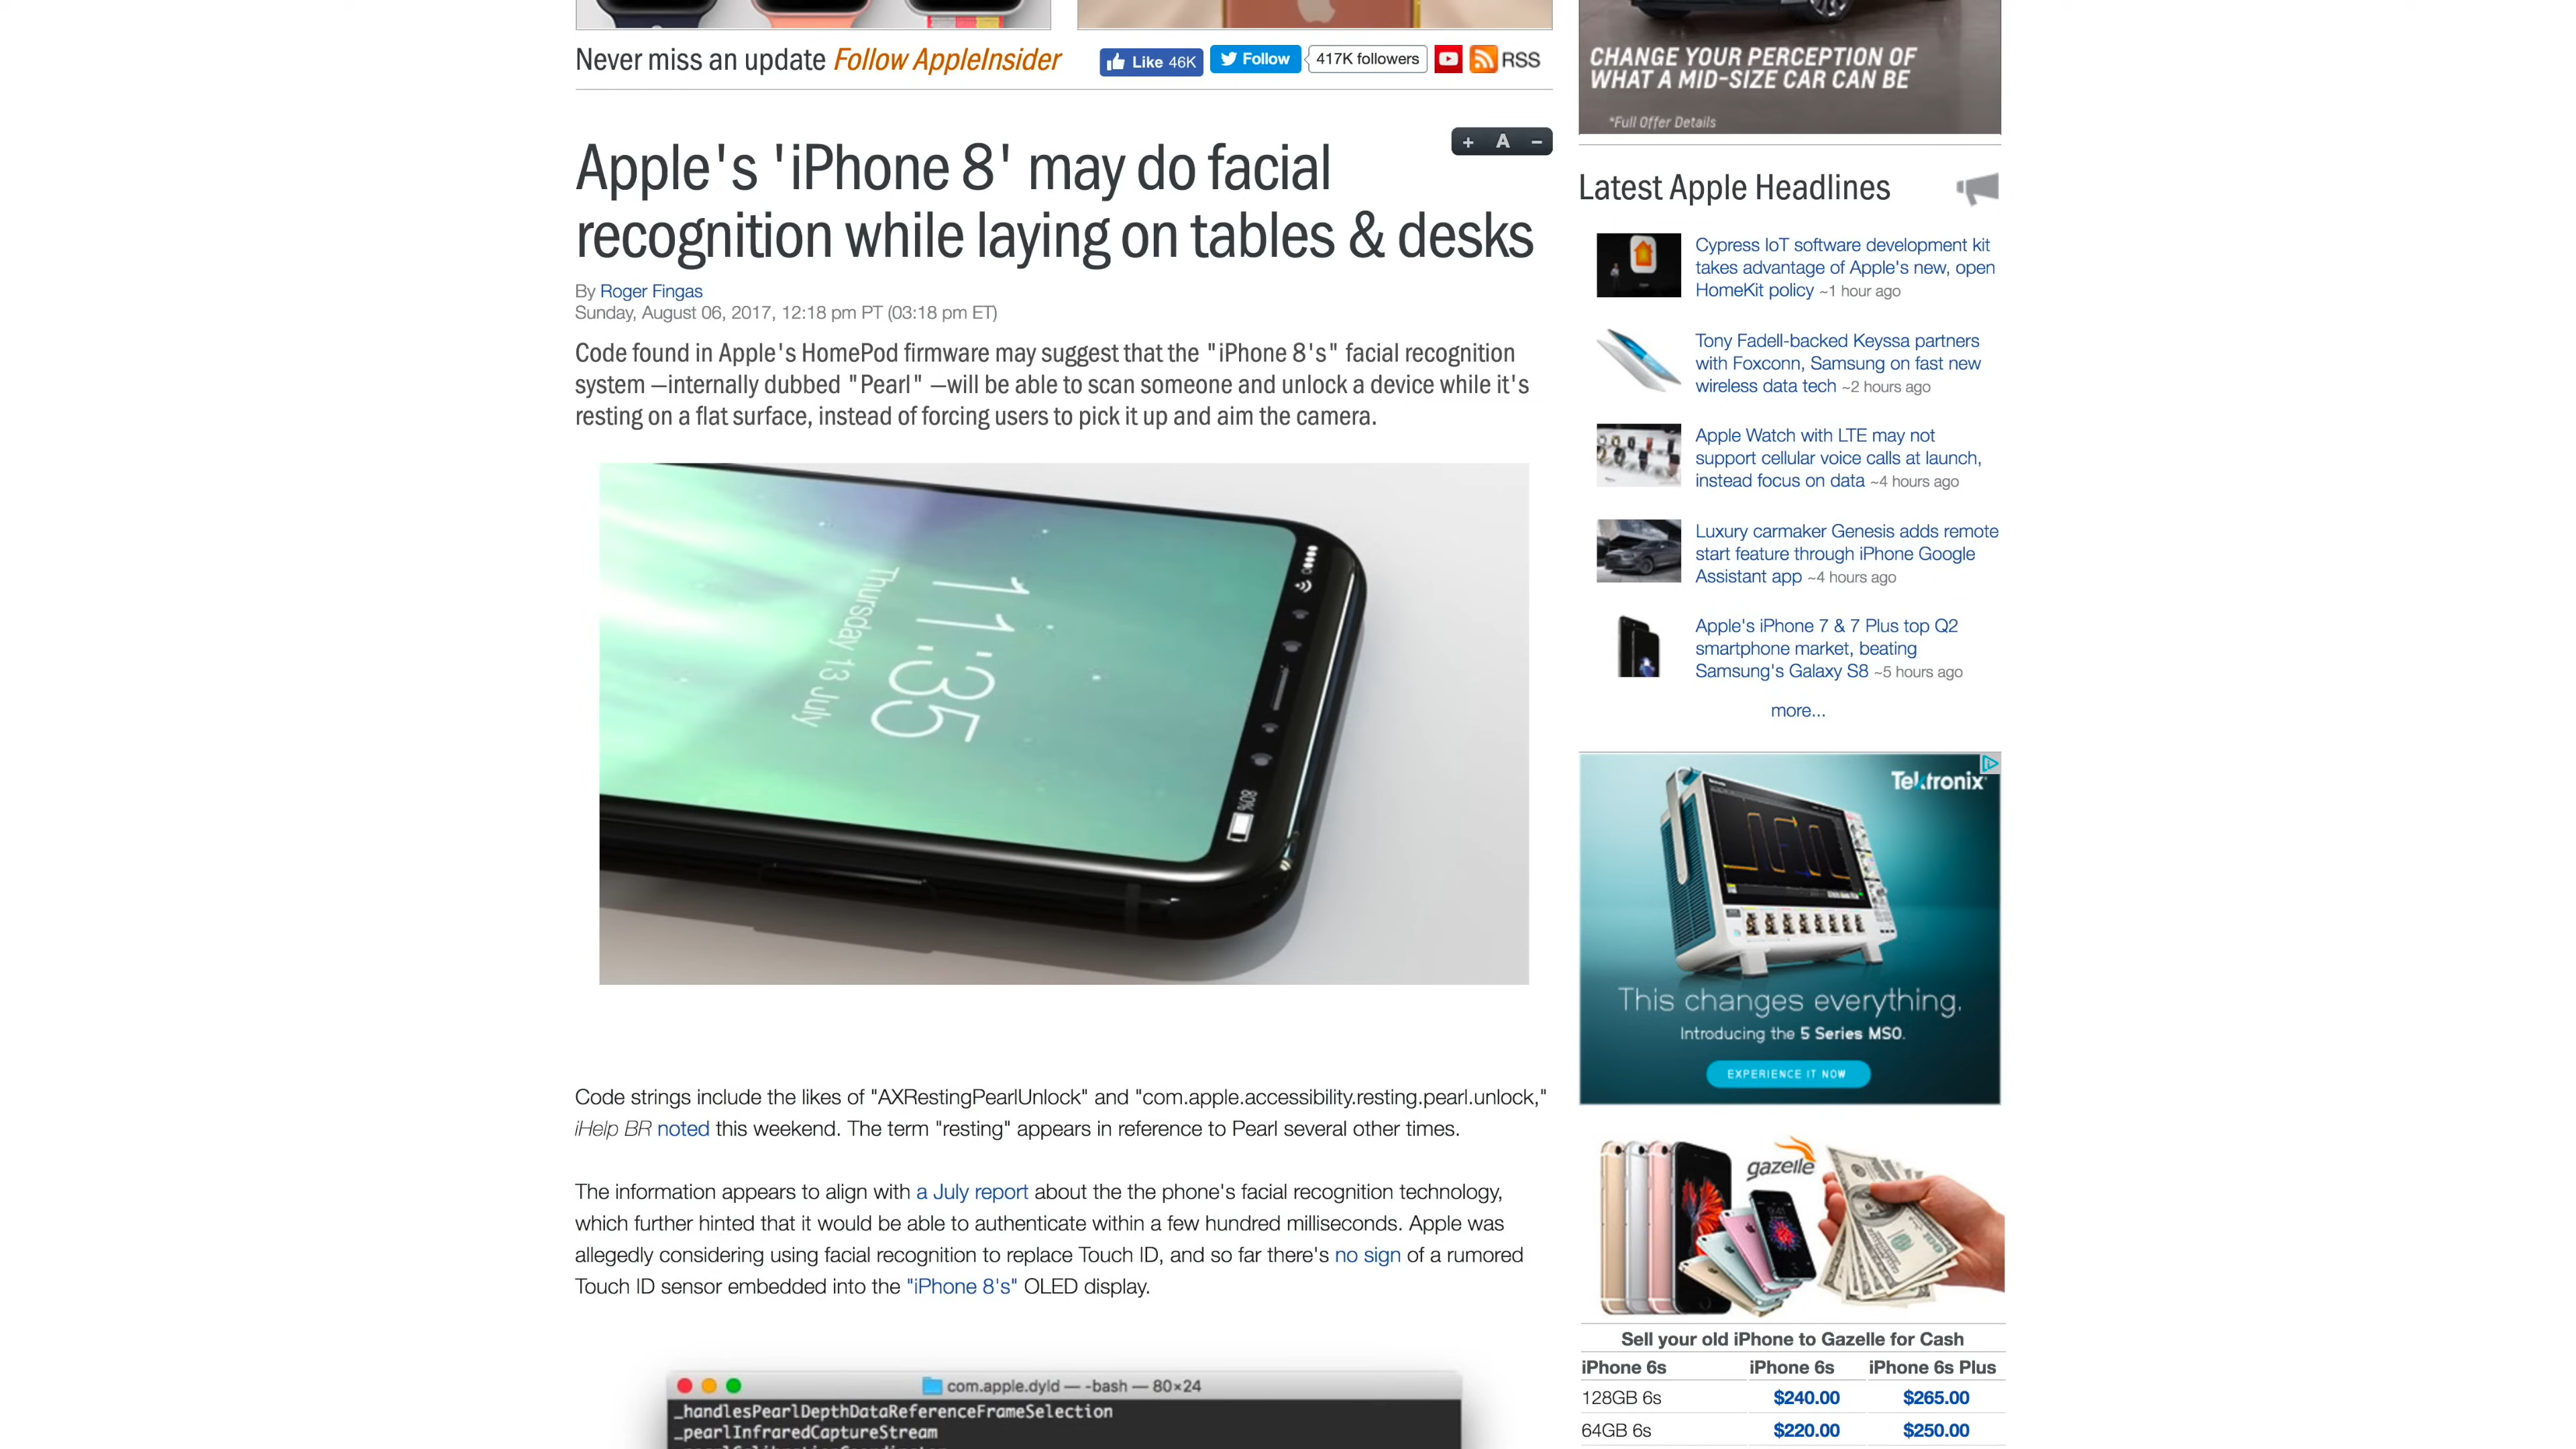 Never miss an update Follow AppleInsider
Like 46K
Follow
417K followers
RSS
+ A −
Apple's 'iPhone 8' may do facial
recognition while laying on tables & desks
By Roger Fingas
Sunday, August 06, 2017, 12:18 pm PT (03:18 pm ET)
Code found in Apple's HomePod firmware may suggest that the "iPhone 8's" facial recognition
system —internally dubbed "Pearl" —will be able to scan someone and unlock a device while it's
resting on a flat surface, instead of forcing users to pick it up and aim the camera.
11:35
Thursday 13 July
80%
Code strings include the likes of "AXRestingPearlUnlock" and "com.apple.accessibility.resting.pearl.unlock,"
iHelp BR noted this weekend. The term "resting" appears in reference to Pearl several other times.
The information appears to align with a July report about the the phone's facial recognition technology,
which further hinted that it would be able to authenticate within a few hundred milliseconds. Apple was
allegedly considering using facial recognition to replace Touch ID, and so far there's no sign of a rumored
Touch ID sensor embedded into the "iPhone 8's" OLED display.
com.apple.dyld — -bash — 80×24
_handlesPearlDepthDataReferenceFrameSelection
_pearlInfraredCaptureStream
CHANGE YOUR PERCEPTION OF
WHAT A MID-SIZE CAR CAN BE
*Full Offer Details
Latest Apple Headlines
Cypress IoT software development kit
takes advantage of Apple's new, open
HomeKit policy ~1 hour ago
Tony Fadell-backed Keyssa partners
with Foxconn, Samsung on fast new
wireless data tech ~2 hours ago
Apple Watch with LTE may not
support cellular voice calls at launch,
instead focus on data ~4 hours ago
Luxury carmaker Genesis adds remote
start feature through iPhone Google
Assistant app ~4 hours ago
Apple's iPhone 7 & 7 Plus top Q2
smartphone market, beating
Samsung's Galaxy S8 ~5 hours ago
more...
Tektronix
This changes everything.
Introducing the 5 Series MSO.
EXPERIENCE IT NOW
gazelle
Sell your old iPhone to Gazelle for Cash
iPhone 6s iPhone 6s iPhone 6s Plus
128GB 6s $240.00 $265.00
64GB 6s $220.00 $250.00